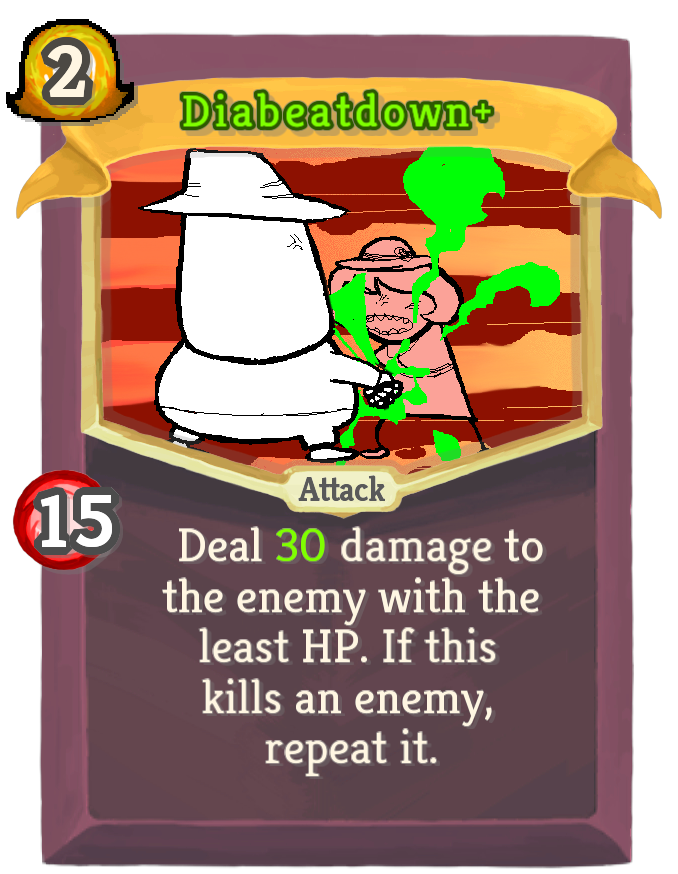 2
Diabeatdown+
Attack
15
Deal 30 damage to
the enemy with the
least HP. If this
kills an enemy,
repeat it.